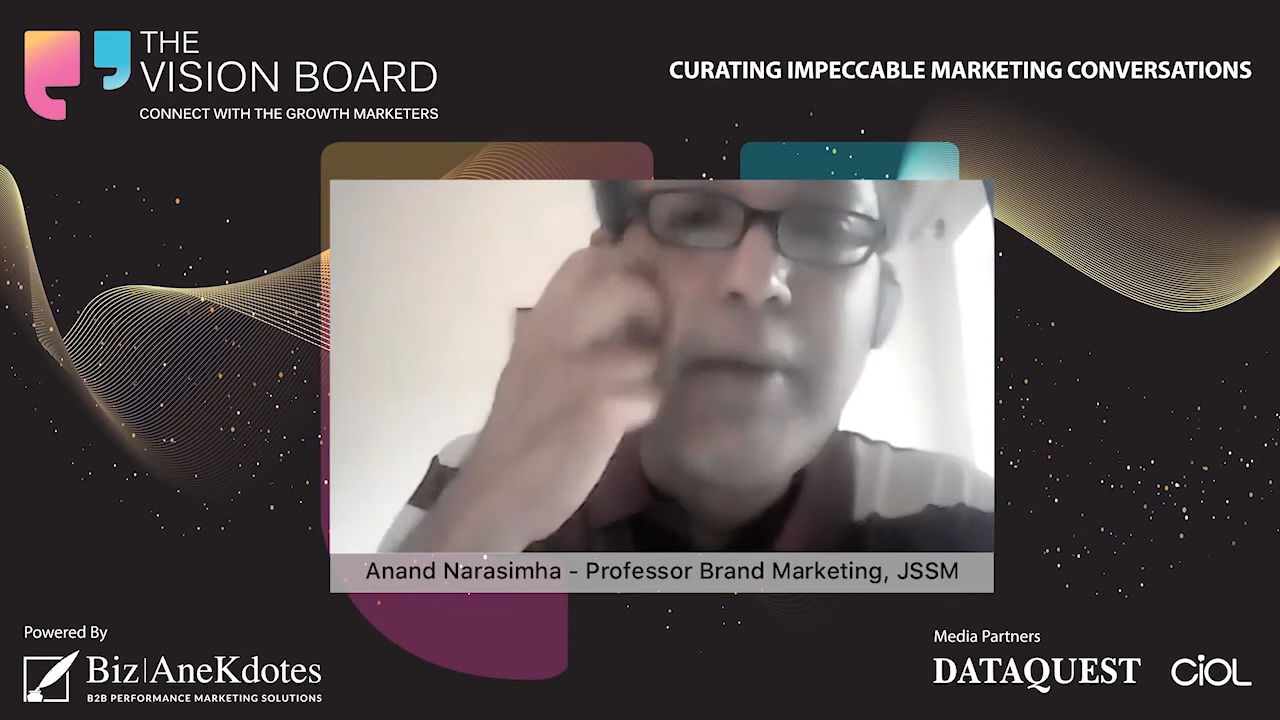 THE
VISION BOARD
CONNECT WITH THE GROWTH MARKETERS
CURATING IMPECCABLE MARKETING CONVERSATIONS
Anand Narasimha - Professor Brand Marketing, JSSM
Powered By
Biz|AneKdotes
B2B PERFORMANCE MARKETING SOLUTIONS
Media Partners
DATAQUEST
CiOL